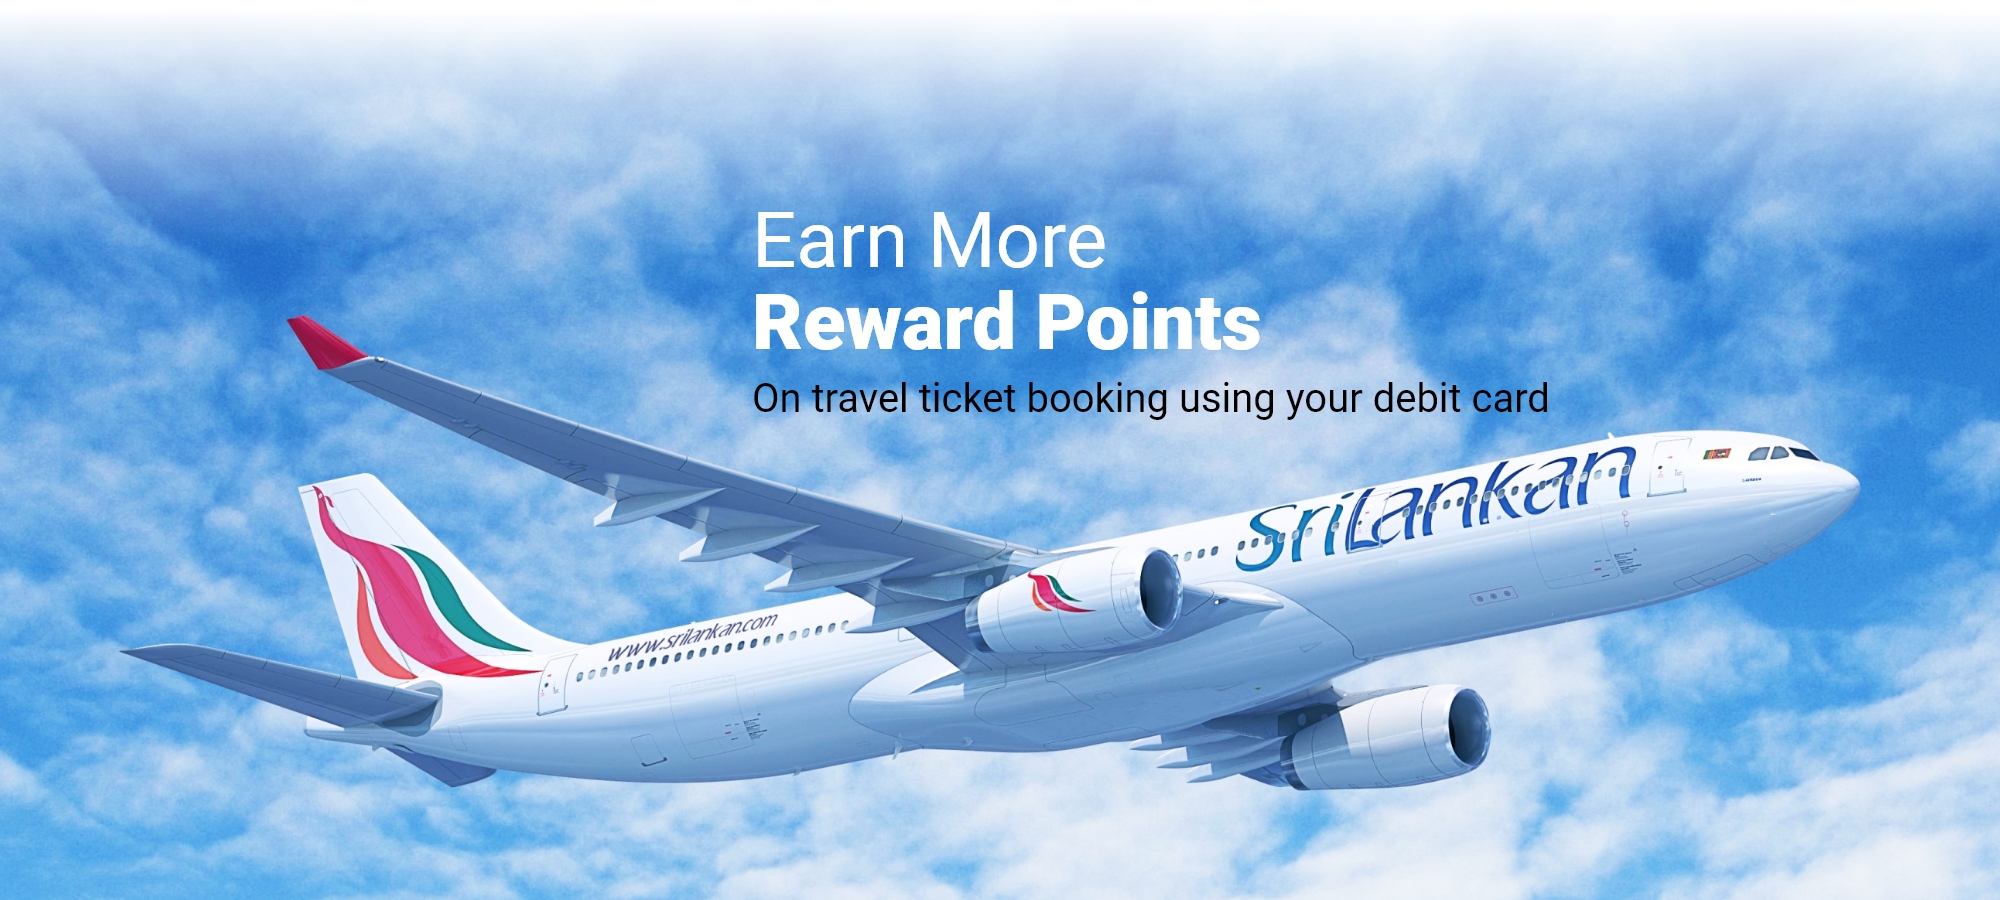 Earn More
Reward Points
On travel ticket booking using your debit card
SriLankan
www.srilankan.com